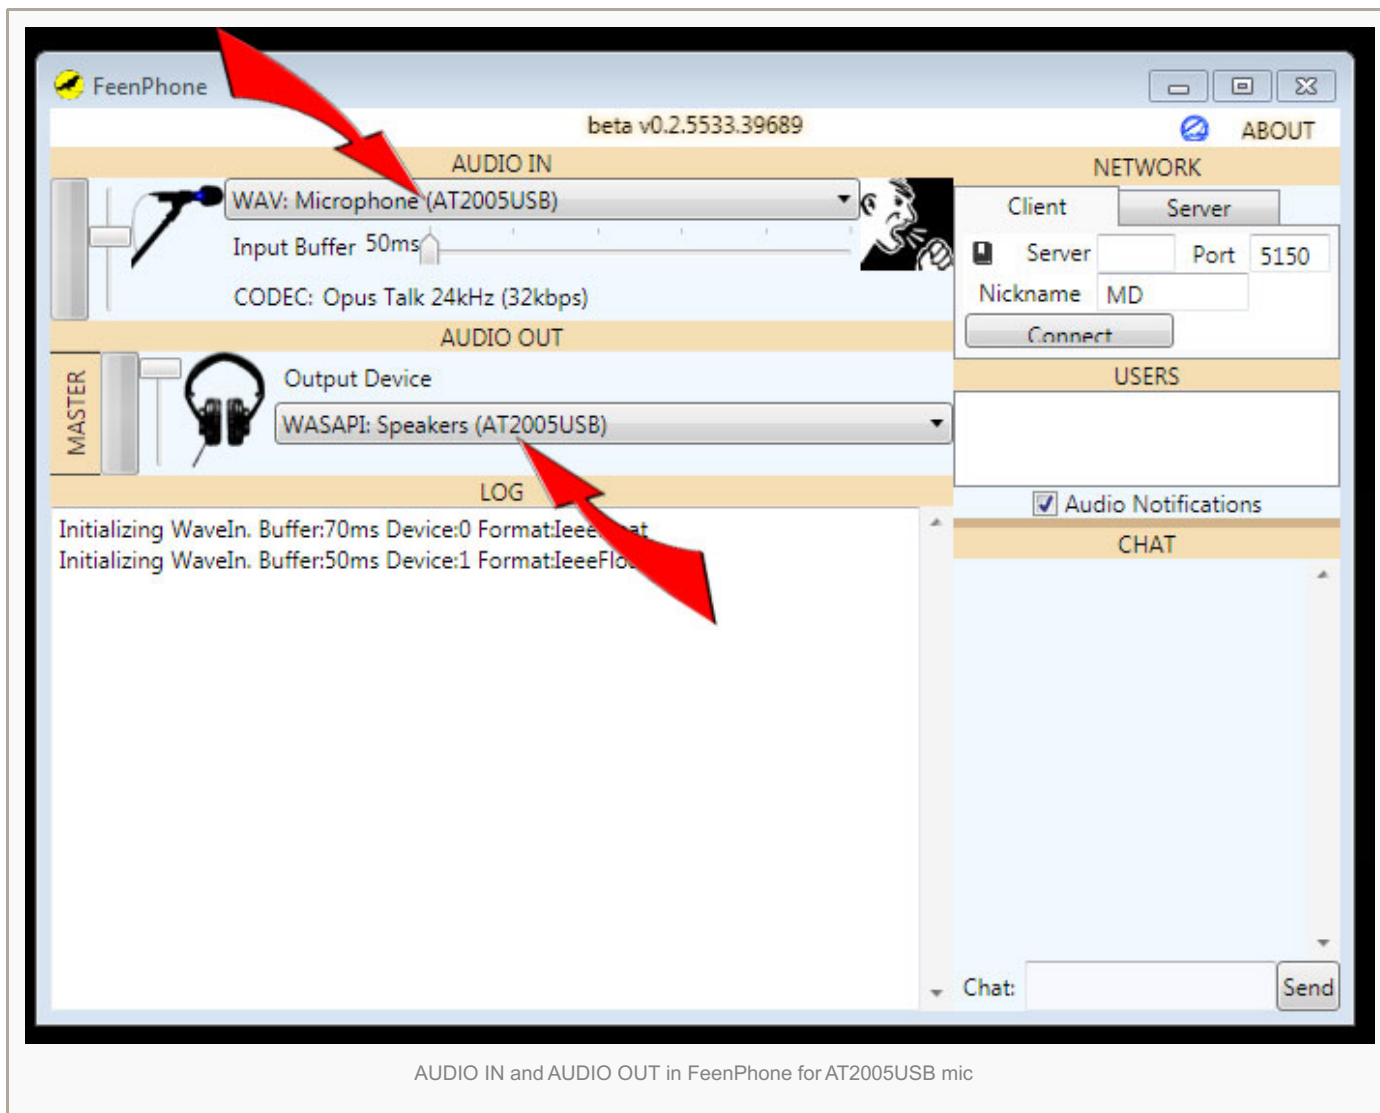 FeenPhone
beta v0.2.5533.39689
ABOUT
AUDIO IN
WAV: Microphone (AT2005USB)
Input Buffer 50ms
CODEC: Opus Talk 24kHz (32kbps)
AUDIO OUT
MASTER
Output Device
WASAPI: Speakers (AT2005USB)
LOG
Initializing WaveIn. Buffer:70ms Device:0 Format:Ieee
Initializing WaveIn. Buffer:50ms Device:1 Format:IeeeFlo
NETWORK
Client Server
Server Port 5150
Nickname MD
Connect
USERS
Audio Notifications
CHAT
Chat: Send
AUDIO IN and AUDIO OUT in FeenPhone for AT2005USB mic